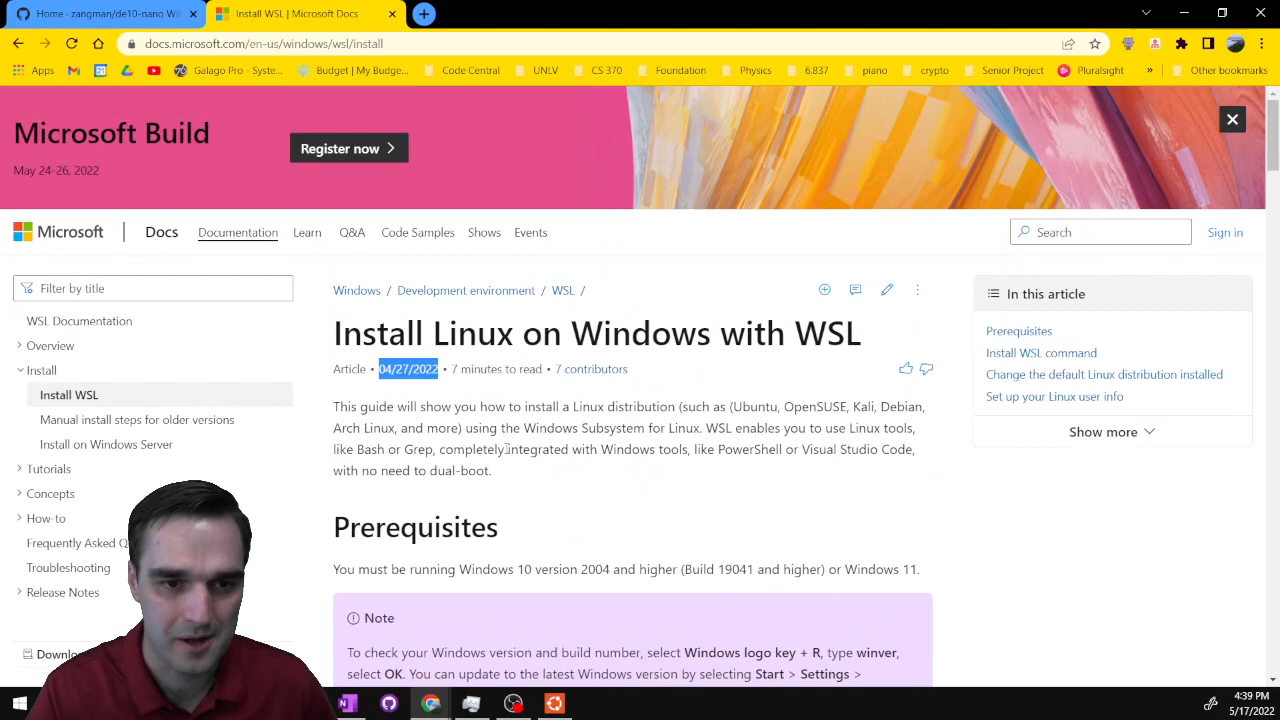 Home - zangman/de10-nano Wi
Install WSL | Microsoft Docs
docs.microsoft.com/en-us/windows/wsl/install
Apps
Galago Pro - Syste...
Budget (My Budge...
Code Central
UNLV
CS 370
Foundation
Physics
6.837
piano
crypto
Senior Project
Pluralsight
»
Other bookmarks
Microsoft Build
May 24-26, 2022
Register now
Microsoft
Docs
Documentation
Learn
Q&A
Code Samples
Shows
Events
Search
Sign in
Filter by title
WSL Documentation
Overview
Install
Install WSL
Manual install steps for older versions
Install on Windows Server
Tutorials
Concepts
How-to
Frequently Asked Q
Troubleshooting
Release Notes
Downlo
Windows / Development environment / WSL /
Install Linux on Windows with WSL
Article • 04/27/2022 • 7 minutes to read • 7 contributors
This guide will show you how to install a Linux distribution (such as (Ubuntu, OpenSUSE, Kali, Debian,
Arch Linux, and more) using the Windows Subsystem for Linux. WSL enables you to use Linux tools,
like Bash or Grep, completely integrated with Windows tools, like PowerShell or Visual Studio Code,
with no need to dual-boot.
Prerequisites
You must be running Windows 10 version 2004 and higher (Build 19041 and higher) or Windows 11.
Note
To check your Windows version and build number, select Windows logo key + R, type winver,
select OK. You can update to the latest Windows version by selecting Start > Settings >
In this article
Prerequisites
Install WSL command
Change the default Linux distribution installed
Set up your Linux user info
Show more
4:39 PM
5/17/2022